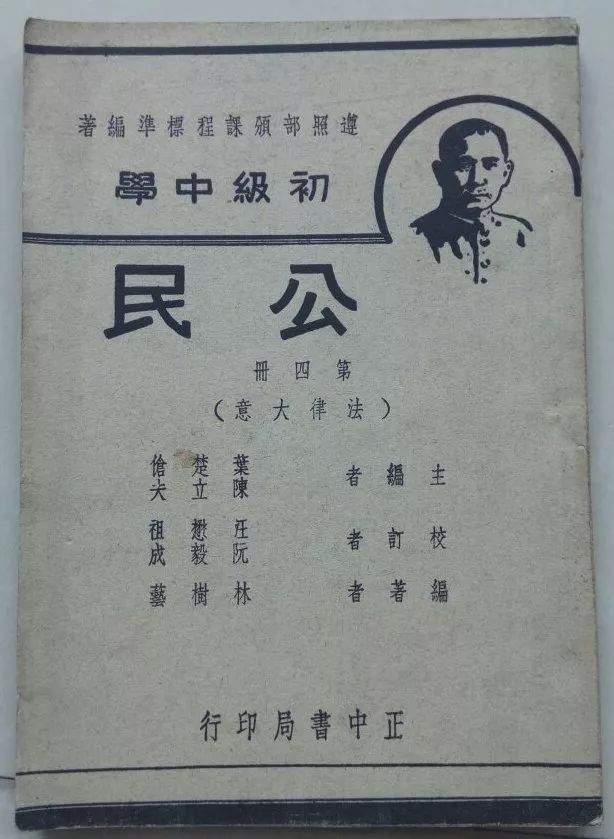 遵照部頒課程標準編著
初級中學
公民
第四冊
（法律大意）
主編者 葉楚傖
陳立夫
校訂者 汪懋祖
阮毅成
編著者 林樹藝
正中書局印行